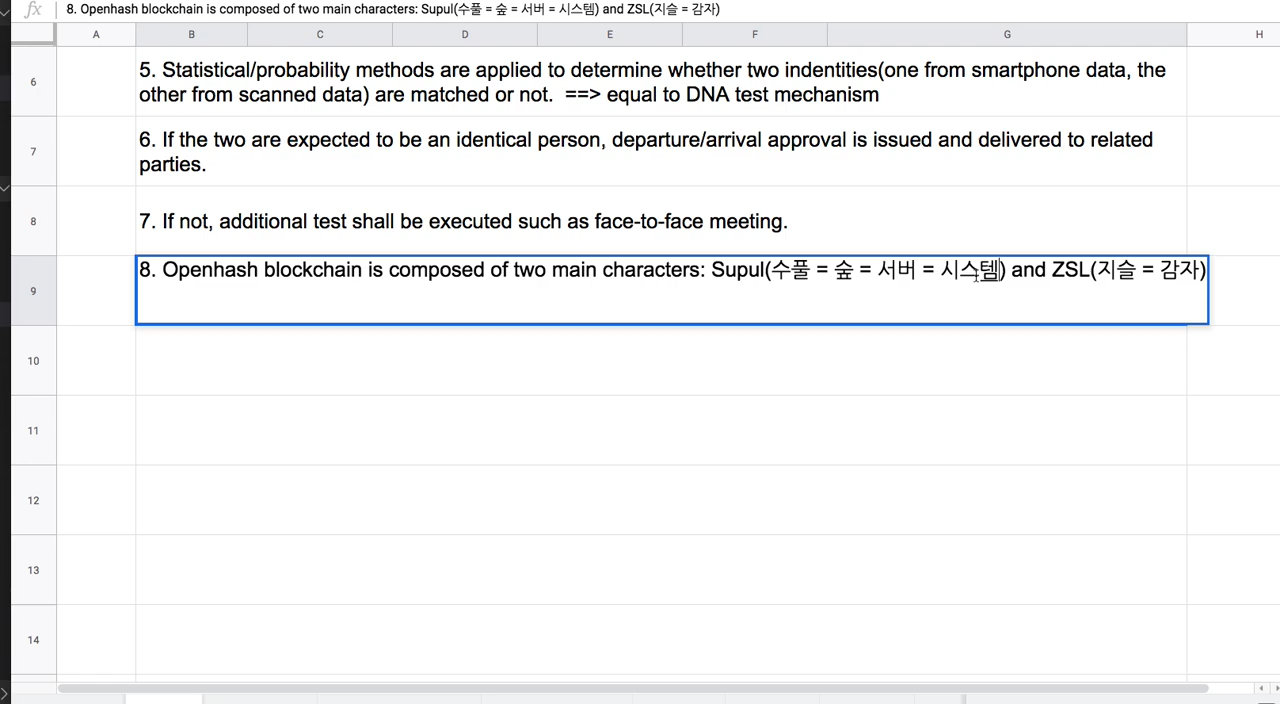 fx 8. Openhash blockchain is composed of two main characters: Supul(수풀 = 숲 = 서버 = 시스템) and ZSL(지슬 = 감자)
A B C D E F G H
6
5. Statistical/probability methods are applied to determine whether two indentities(one from smartphone data, the
other from scanned data) are matched or not. ==> equal to DNA test mechanism
7
6. If the two are expected to be an identical person, departure/arrival approval is issued and delivered to related
parties.
8
7. If not, additional test shall be executed such as face-to-face meeting.
9
8. Openhash blockchain is composed of two main characters: Supul(수풀 = 숲 = 서버 = 시스템) and ZSL(지슬 = 감자)
10
11
12
13
14